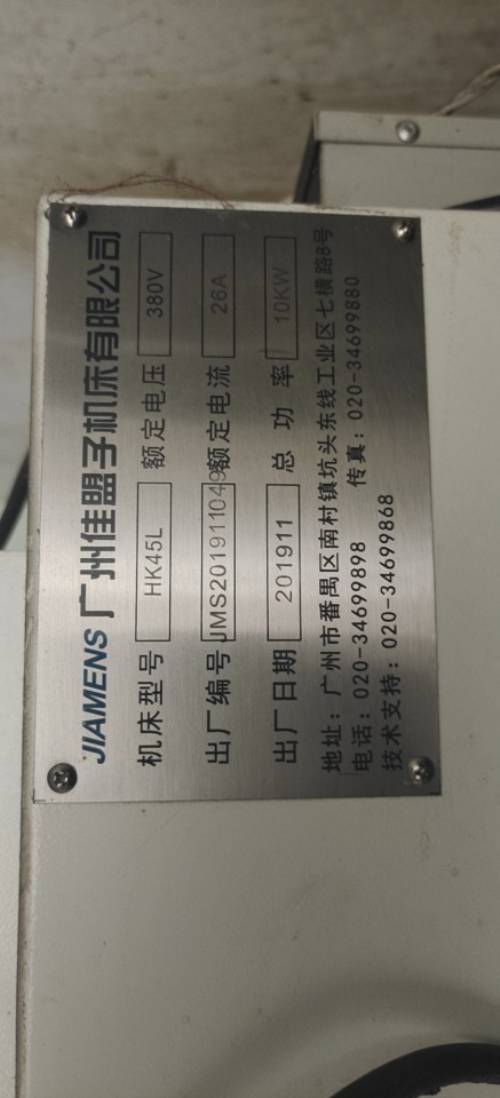 JIAMENS 广州佳盟子机床有限公司
机床型号 HK45L 额定电压 380V
出厂编号 JMS201911049 额定电流 26A
出厂日期 201911 总功率 10KW
地址：广州市番禺区南村镇坑头东线工业区七横路8号
电话：020-34699898 传真：020-34699880
技术支持：020-34699868